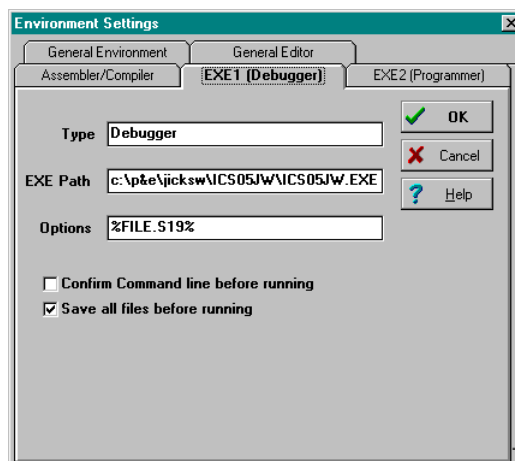 Environment Settings
General Environment
General Editor
Assembler/Compiler
EXE1 (Debugger)
EXE2 (Programmer)
Type
Debugger
OK
Cancel
Help
EXE Path
c:\p&e\jicksw\ICS05JW\ICS05JW.EXE
Options
%FILE.S19%
Confirm Command line before running
Save all files before running